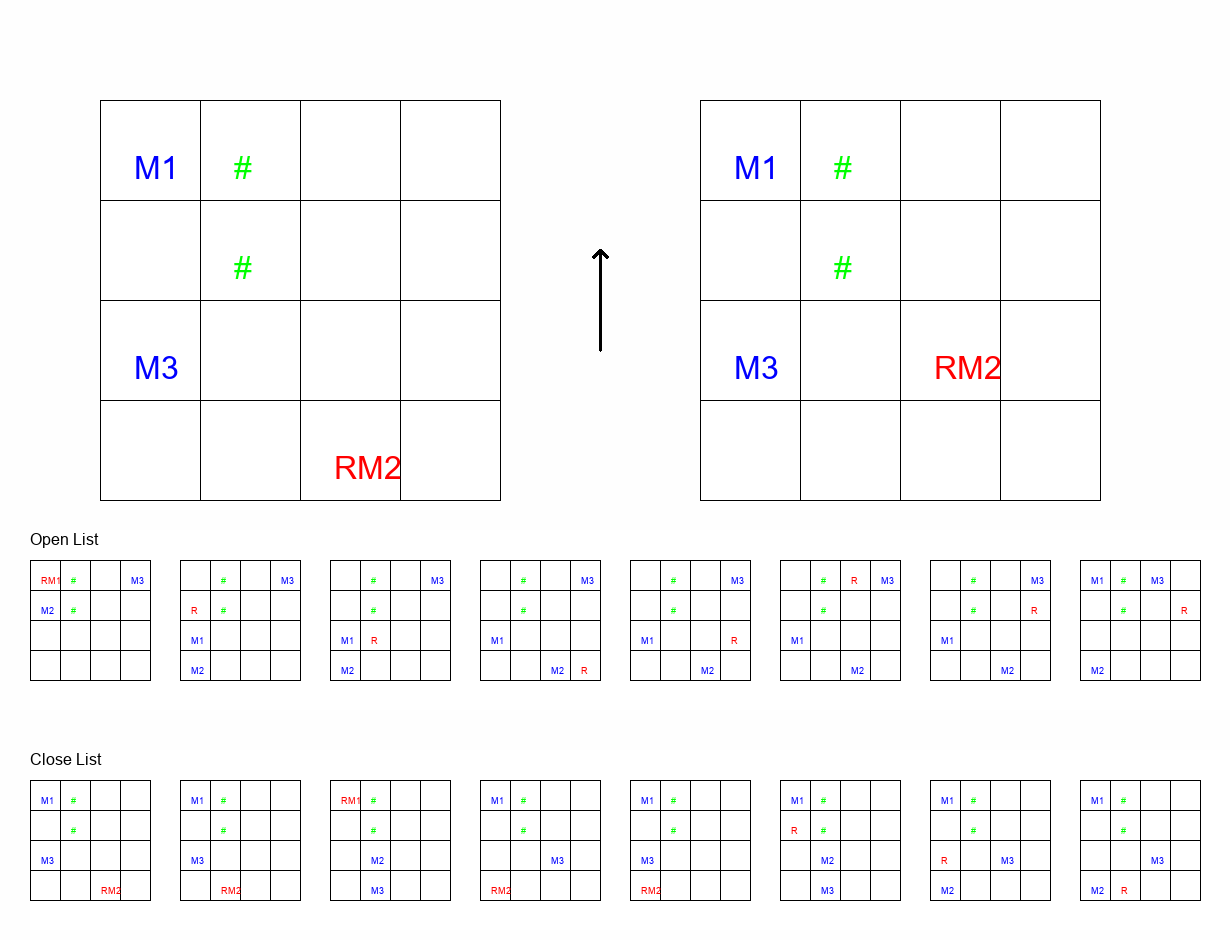 M1 # M1 #
# #
M3 M3 RM2
RM2
Open List
RM1 # M3 # M3 # M3 # M3 # M3 # R M3 # M3 M1 # M3
M2 # R # # # # # # R # R
M1 M1 R M1 M1 R M1 M1
M2 M2 M2 R M2 M2 M2 M2
Close List
M1 # M1 # RM1 # M1 # M1 # M1 # M1 # M1 #
# # # # # R # # #
M3 M3 M2 M3 M3 M2 R M3 M3
RM2 RM2 M3 RM2 RM2 M3 M2 M2 R